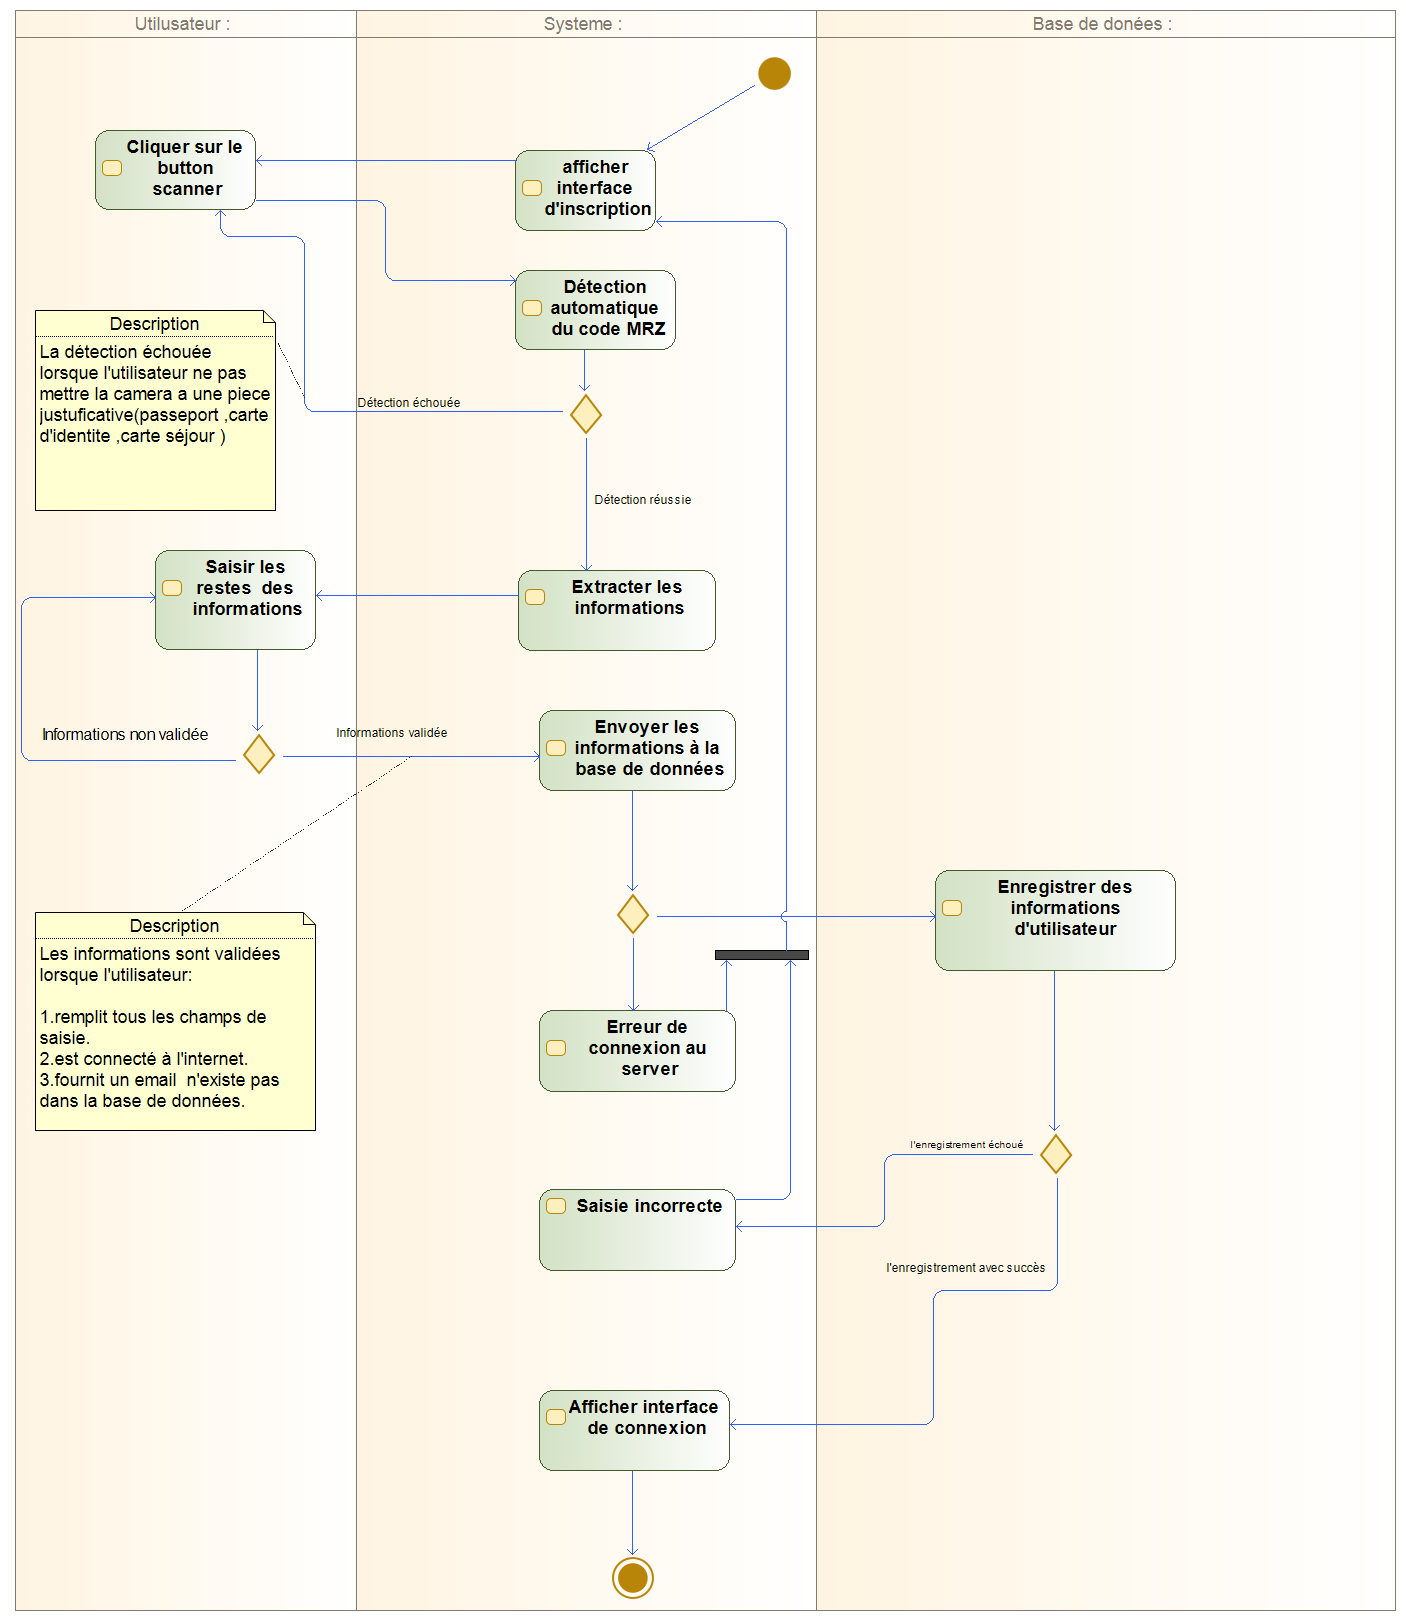 Utilusateur :
Systeme :
Base de donées :
Cliquer sur le
button
scanner
afficher
interface
d'inscription
Détection
automatique
du code MRZ
Description
La détection échouée
lorsque l'utilisateur ne pas
mettre la camera a une piece
justuficative(passeport ,carte
d'identite ,carte séjour )
Détection échouée
Détection réussie
Saisir les
restes  des
informations
Extracter les
informations
Informations non validée
Informations validée
Envoyer les
informations à la
base de données
Enregistrer des
informations
d'utilisateur
Description
Les informations sont validées
lorsque l'utilisateur:
1.remplit tous les champs de
saisie.
2.est connecté à l'internet.
3.fournit un email  n'existe pas
dans la base de données.
Erreur de
connexion au
server
l'enregistrement échoué
Saisie incorrecte
l'enregistrement avec succès
Afficher interface
de connexion